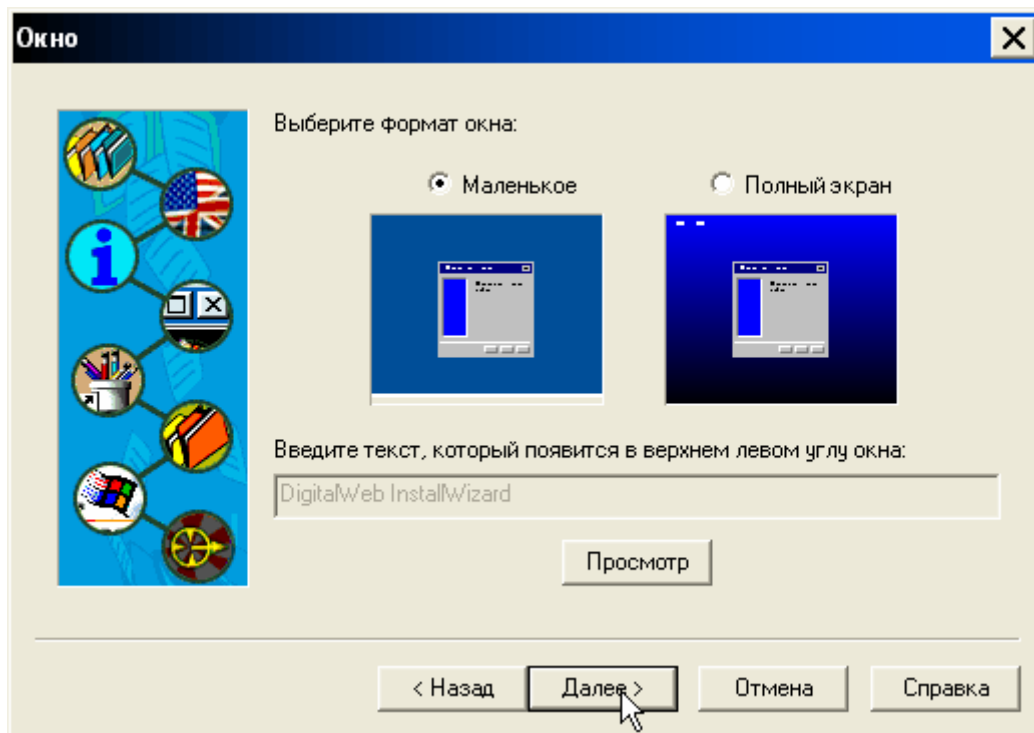 Окно
Выберите формат окна:
Маленькое
Полный экран
Введите текст, который появится в верхнем левом углу окна:
DigitalWeb InstallWizard
Просмотр
< Назад
Далее >
Отмена
Справка